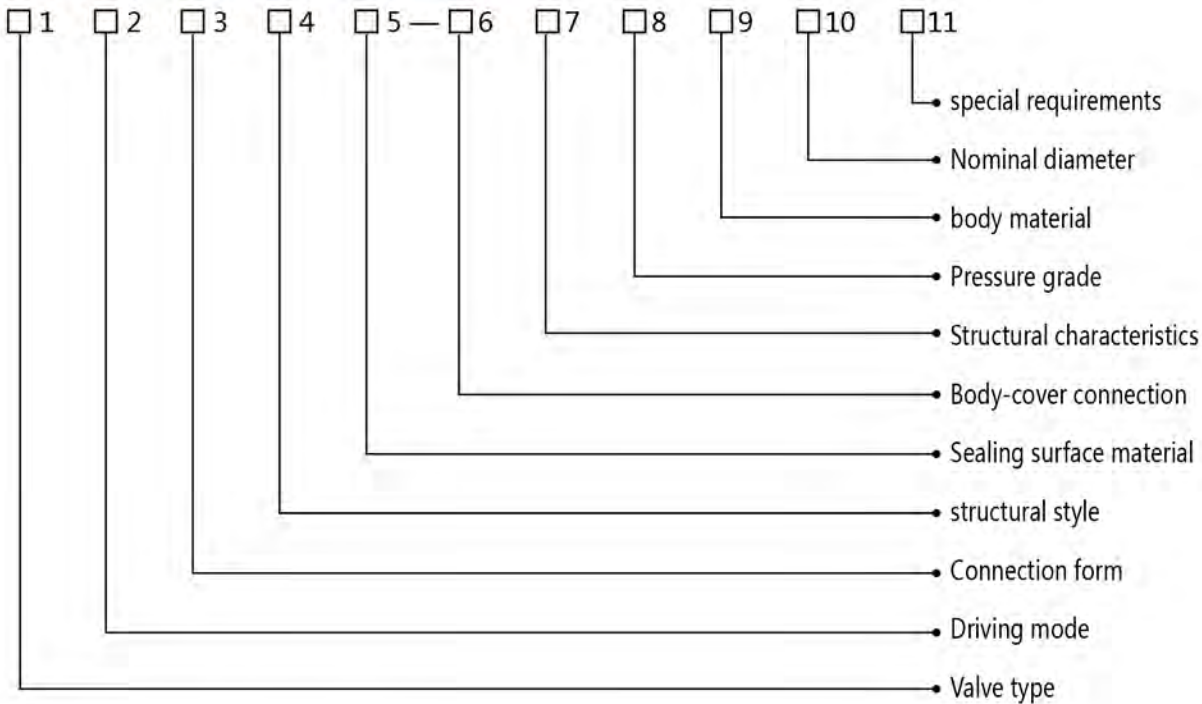 □1 □2 □3 □4 □5 — □6 □7 □8 □9 □10 □11
special requirements
Nominal diameter
body material
Pressure grade
Structural characteristics
Body-cover connection
Sealing surface material
structural style
Connection form
Driving mode
Valve type